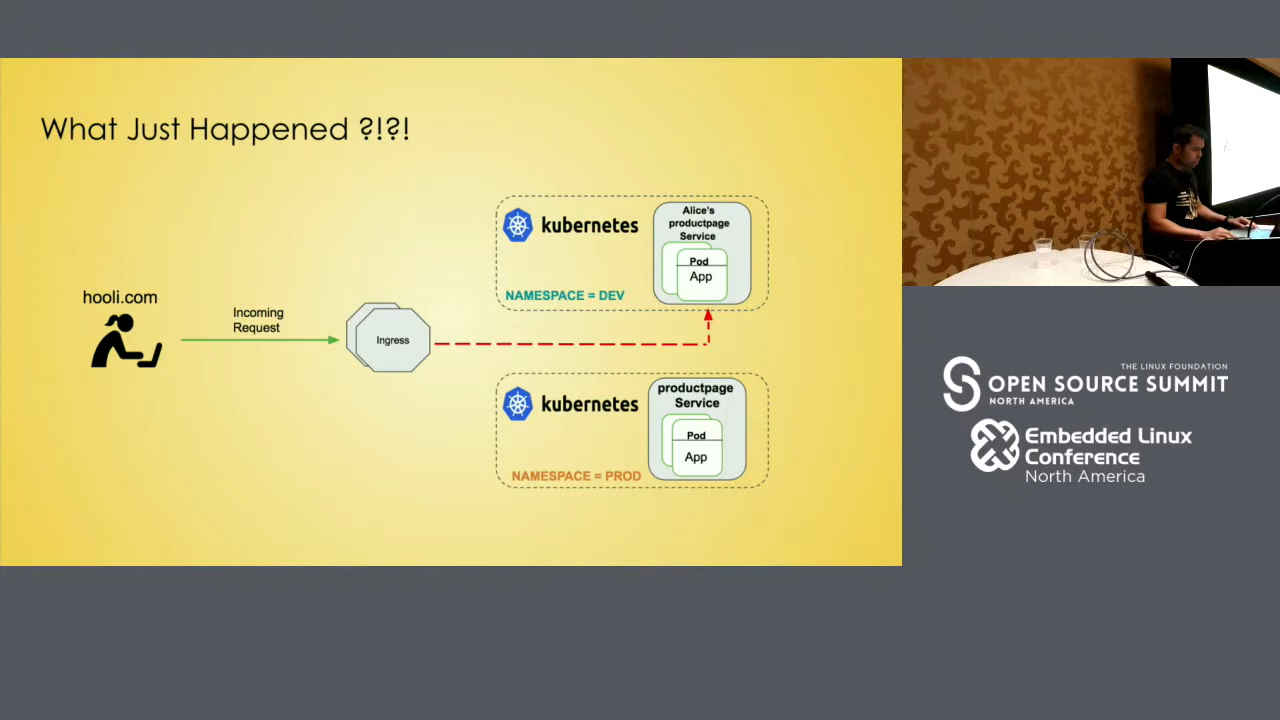 What Just Happened ?!?!
hooli.com
Incoming
Request
Ingress
kubernetes
NAMESPACE = DEV
Alice's
productpage
Service
Pod
App
kubernetes
NAMESPACE = PROD
productpage
Service
Pod
App
THE LINUX FOUNDATION
OPEN SOURCE SUMMIT
NORTH AMERICA
Embedded Linux
Conference
North America